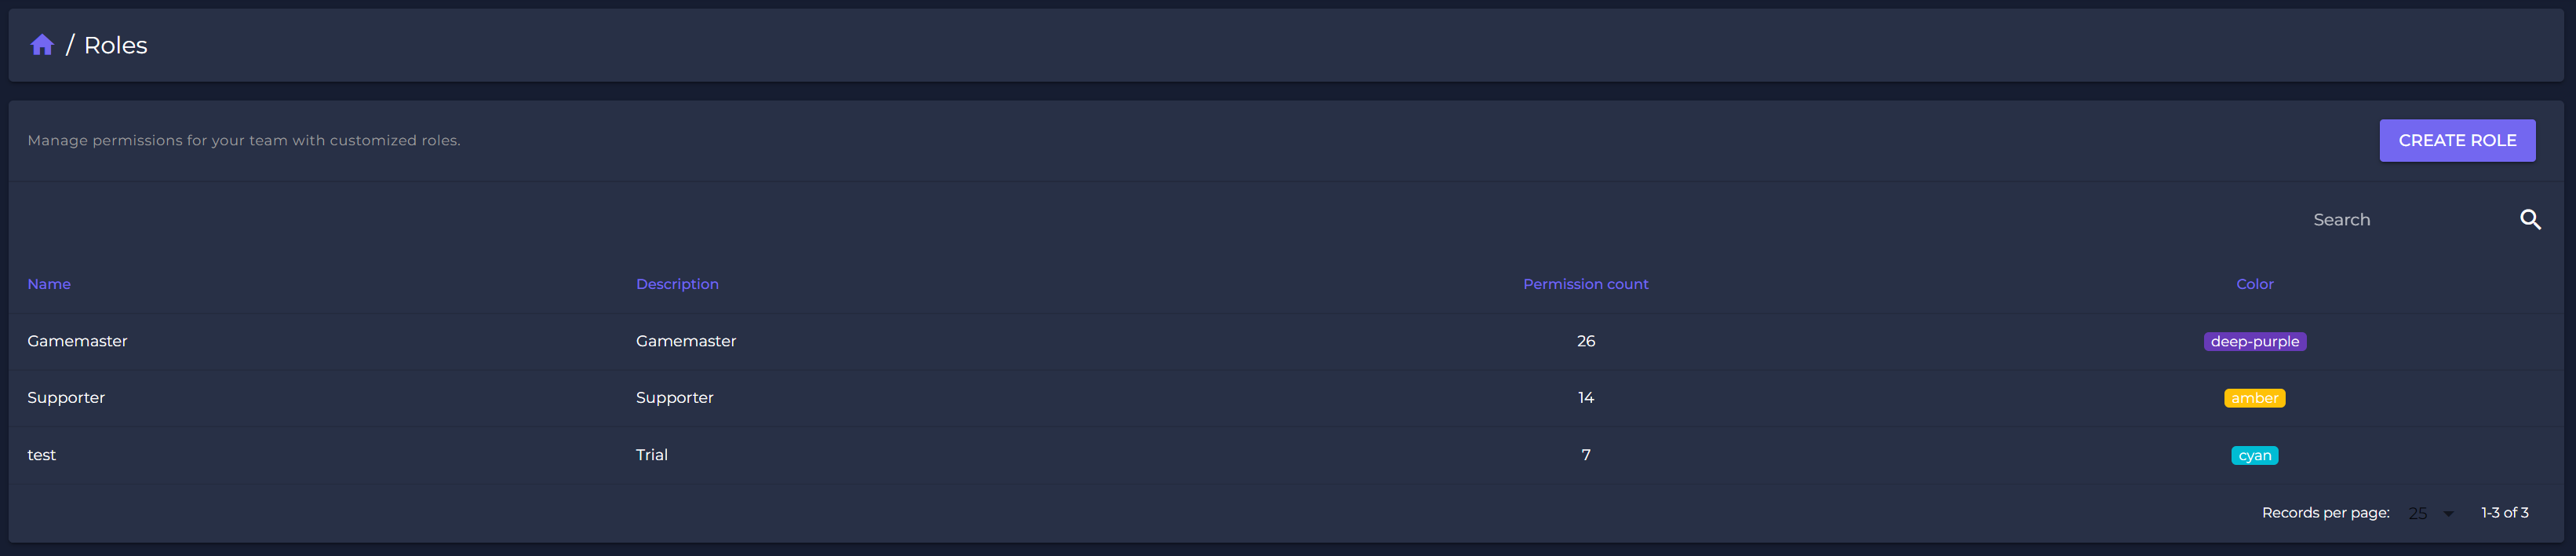 / Roles
Manage permissions for your team with customized roles.
CREATE ROLE
Search
Name Description Permission count Color
Gamemaster Gamemaster 26 deep-purple
Supporter Supporter 14 amber
test Trial 7 cyan
Records per page: 25 1-3 of 3